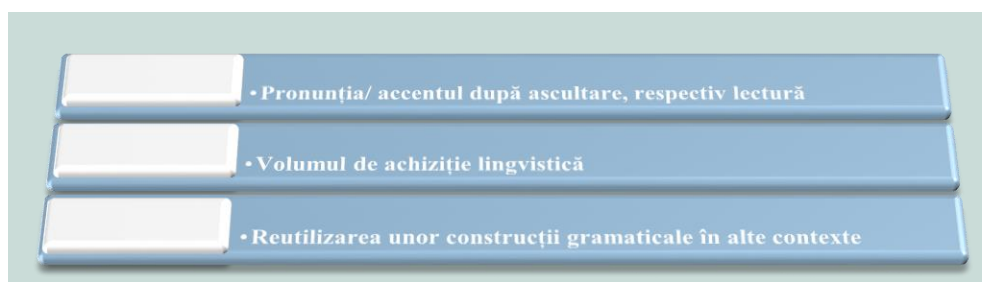 • Pronunția/ accentul după ascultare, respectiv lectură
• Volumul de achiziție lingvistică
• Reutilizarea unor construcții gramaticale în alte contexte